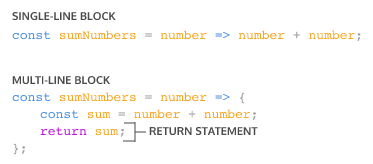 SINGLE-LINE BLOCK
const sumNumbers = number => number + number;
MULTI-LINE BLOCK
const sumNumbers = number => {
const sum = number + number;
return sum; RETURN STATEMENT
};